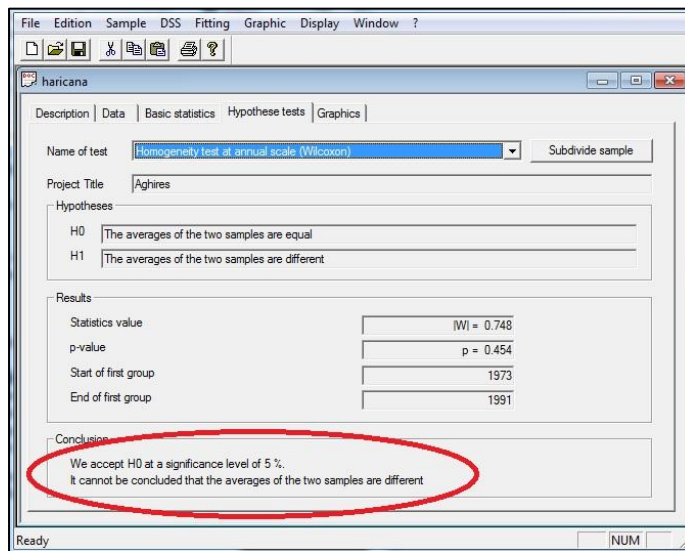 File Edition Sample DSS Fitting Graphic Display Window ?
haricana
Description Data Basic statistics Hypothese tests Graphics
Name of test Homogeneity test at annual scale (Wilcoxon) Subdivide sample
Project Title Aghires
Hypotheses
H0 The averages of the two samples are equal
H1 The averages of the two samples are different
Results
Statistics value |W| = 0.748
p-value p = 0.454
Start of first group 1973
End of first group 1991
Conclusion
We accept H0 at a significance level of 5 %.
It cannot be concluded that the averages of the two samples are different
Ready NUM